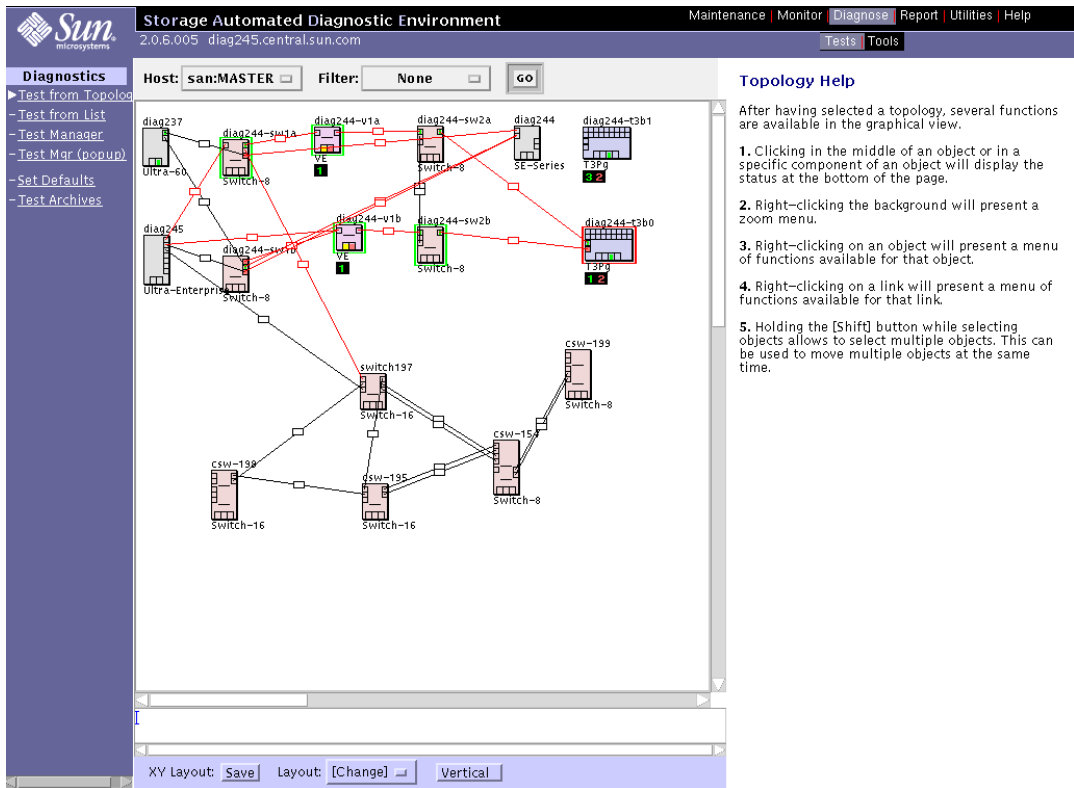 Sun
microsystems
Storage Automated Diagnostic Environment
2.0.6.005 diag245.central.sun.com
Maintenance | Monitor | Diagnose | Report | Utilities | Help
Tests | Tools
Diagnostics
Test from Topolog
Test from List
Test Manager
Test Mgr (popup)
Set Defaults
Test Archives
Host: san:MASTER
Filter: None
GO
diag237
Ultra-60
diag244-sw1a
Switch-8
diag244-v1a
VE
1
diag244-sw2a
Switch-8
diag244
SE-Series
diag244-t3b1
T3Pg
3 2
diag245
Ultra-Enterpris
diag244-sw1b
Switch-8
diag244-v1b
VE
1
diag244-sw2b
Switch-8
diag244-t3b0
T3Pg
1 2
switch197
Switch-16
csw-199
Switch-8
csw-154
Switch-8
csw-198
Switch-16
csw-195
Switch-16
XY Layout: Save
Layout: [Change]
Vertical
Topology Help
After having selected a topology, several functions
are available in the graphical view.
1. Clicking in the middle of an object or in a
specific component of an object will display the
status at the bottom of the page.
2. Right-clicking the background will present a
zoom menu.
3. Right-clicking on an object will present a menu
of functions available for that object.
4. Right-clicking on a link will present a menu of
functions available for that link.
5. Holding the [Shift] button while selecting
objects allows to select multiple objects. This can
be used to move multiple objects at the same
time.